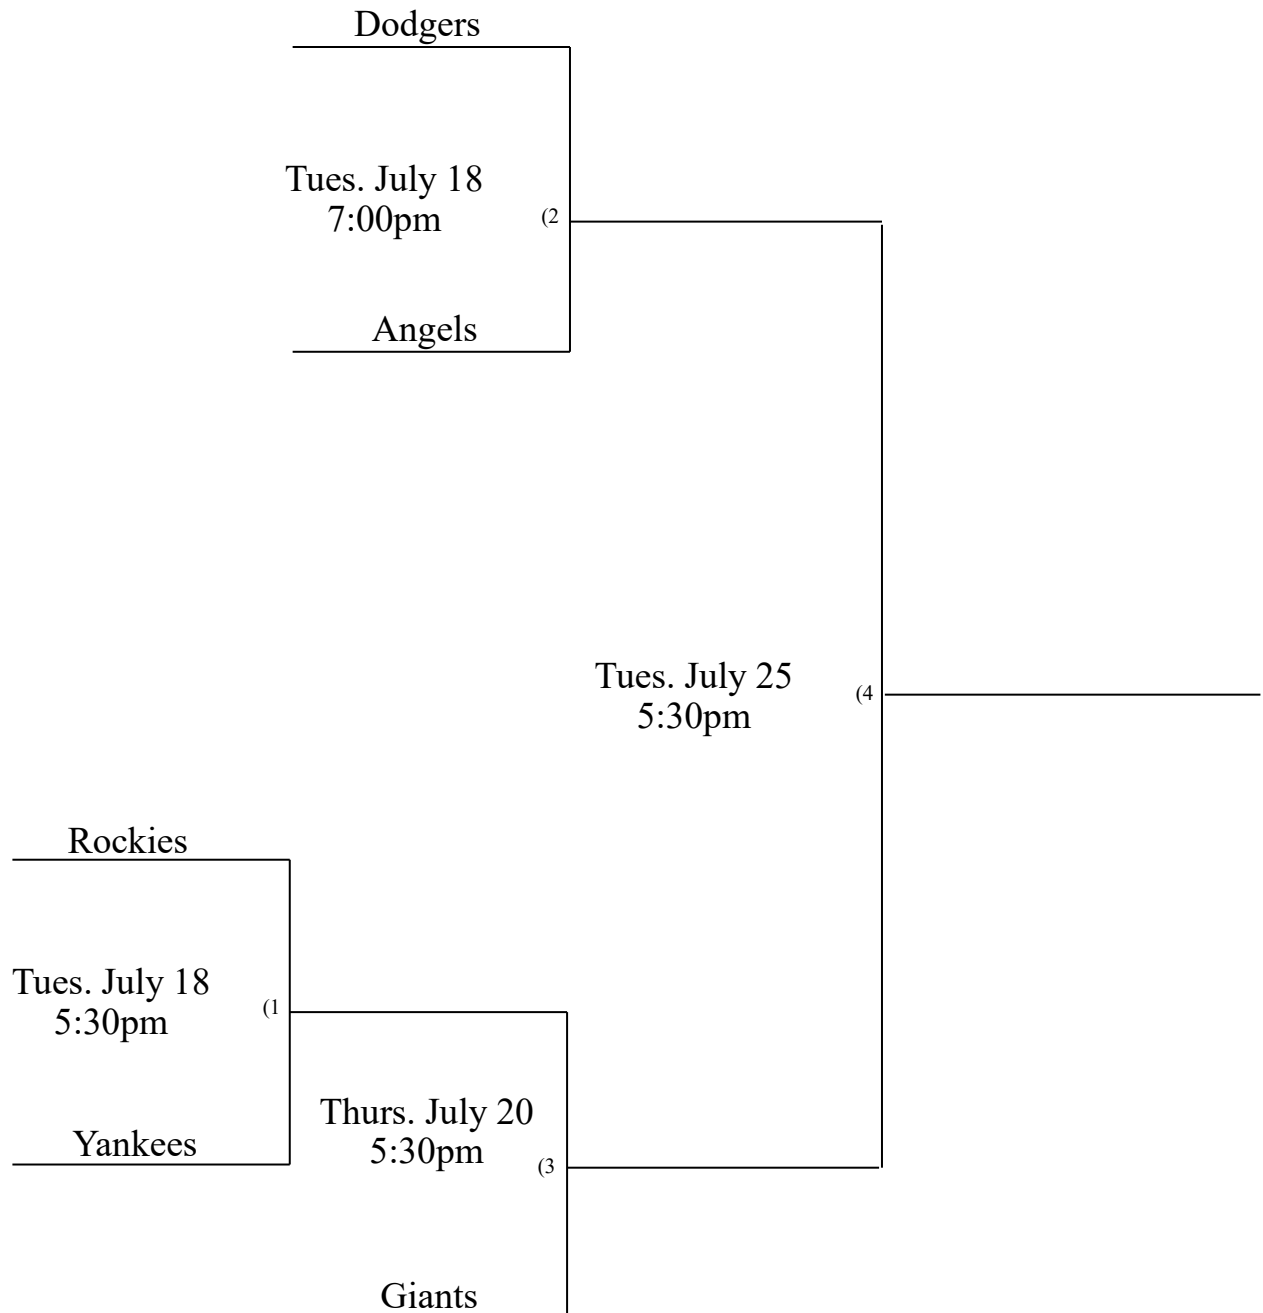 Dodgers
Tues. July 18
7:00pm
(2
Angels
Tues. July 25
5:30pm
(4
Rockies
Tues. July 18
5:30pm
(1
Yankees
Thurs. July 20
5:30pm
(3
Giants